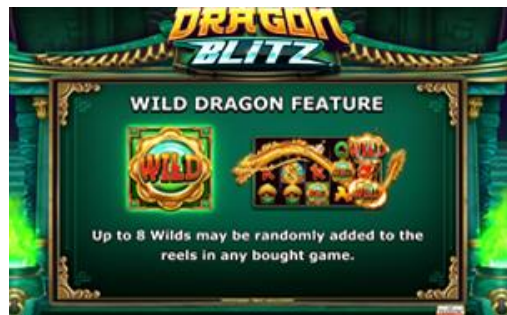 DRAGON
BLITZ
WILD DRAGON FEATURE
WILD
WILD
Up to 8 Wilds may be randomly added to the
reels in any bought game.